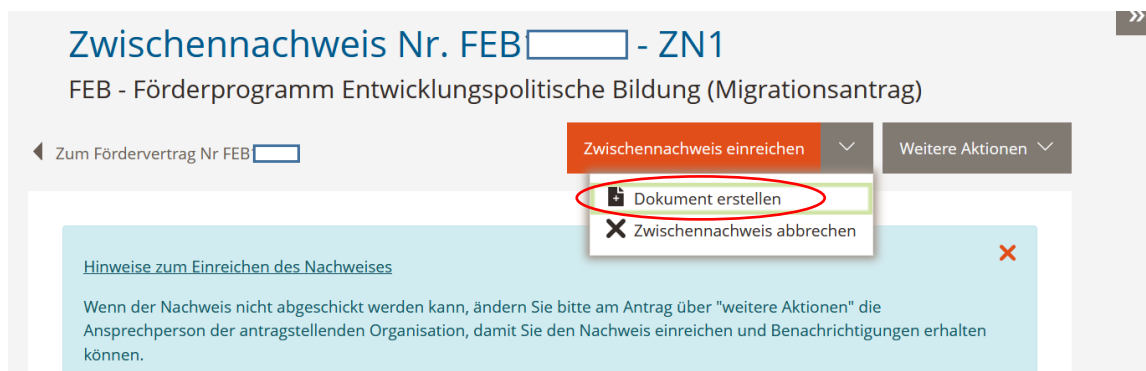 Zwischennachweis Nr. FEB - ZN1
FEB - Förderprogramm Entwicklungspolitische Bildung (Migrationsantrag)
Zum Fördervertrag Nr FEB
Zwischennachweis einreichen
Weitere Aktionen
Dokument erstellen
Zwischennachweis abbrechen
Hinweise zum Einreichen des Nachweises
Wenn der Nachweis nicht abgeschickt werden kann, ändern Sie bitte am Antrag über "weitere Aktionen" die
Ansprechperson der antragstellenden Organisation, damit Sie den Nachweis einreichen und Benachrichtigungen erhalten
können.